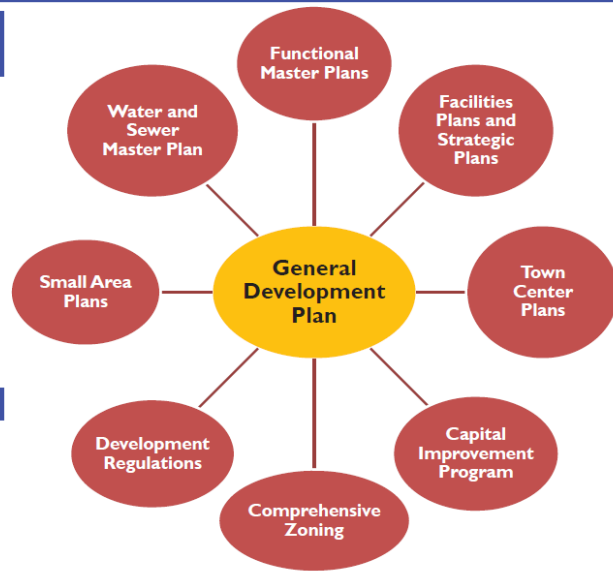 Functional
Master Plans
Facilities
Plans and
Strategic
Plans
Town
Center
Plans
Capital
Improvement
Program
Comprehensive
Zoning
Development
Regulations
Small Area
Plans
Water and
Sewer
Master Plan
General
Development
Plan